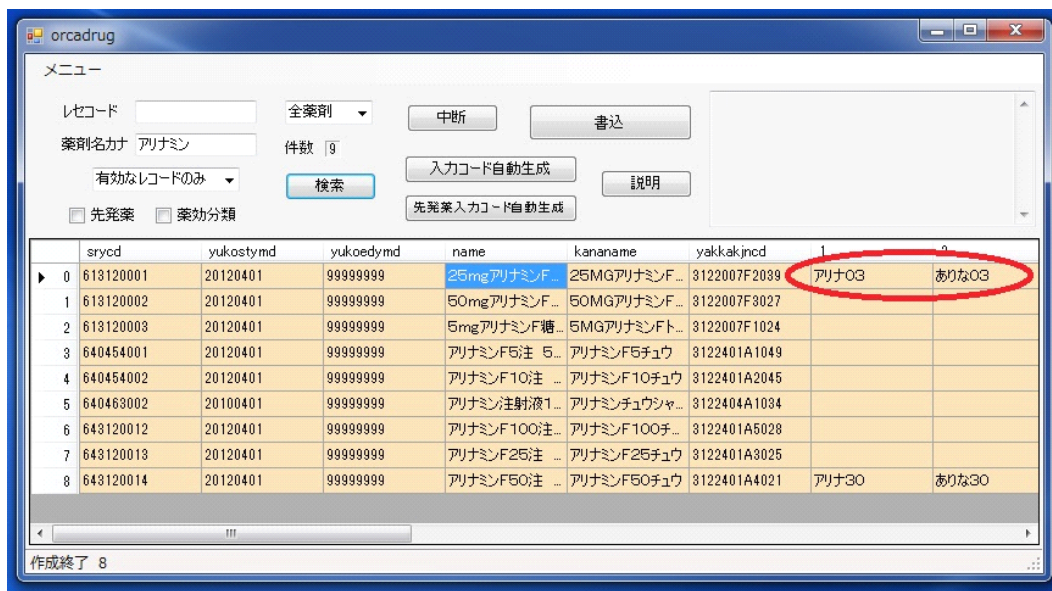 orcadrug
メニュー
レセコード 全薬剤 中断 書込
薬剤名カナ アリナミン 件数 9
有効なレコードのみ 検索 入力コード自動生成 説明
先発薬 薬効分類 先発薬入力コード自動生成
srycd yukostymd yukoedymd name kananame yakkakjncd 1 2
0 613120001 20120401 99999999 25mgアリナミンF... 25MGアリナミンF... 3122007F2039 アリナ03 ありな03
1 613120002 20120401 99999999 50mgアリナミンF... 50MGアリナミンF... 3122007F3027
2 613120003 20120401 99999999 5mgアリナミンF糖... 5MGアリナミンFト... 3122007F1024
3 640454001 20120401 99999999 アリナミンF5注 5... アリナミンF5チュウ 3122401A1049
4 640454002 20120401 99999999 アリナミンF10注 ... アリナミンF10チュウ 3122401A2045
5 640463002 20100401 99999999 アリナミン注射液1... アリナミンチュウシャ... 3122404A1034
6 643120012 20120401 99999999 アリナミンF100注... アリナミンF100チ... 3122401A5028
7 643120013 20120401 99999999 アリナミンF25注 ... アリナミンF25チュウ 3122401A3025
8 643120014 20120401 99999999 アリナミンF50注 ... アリナミンF50チュウ 3122401A4021 アリナ30 ありな30
作成終了 8